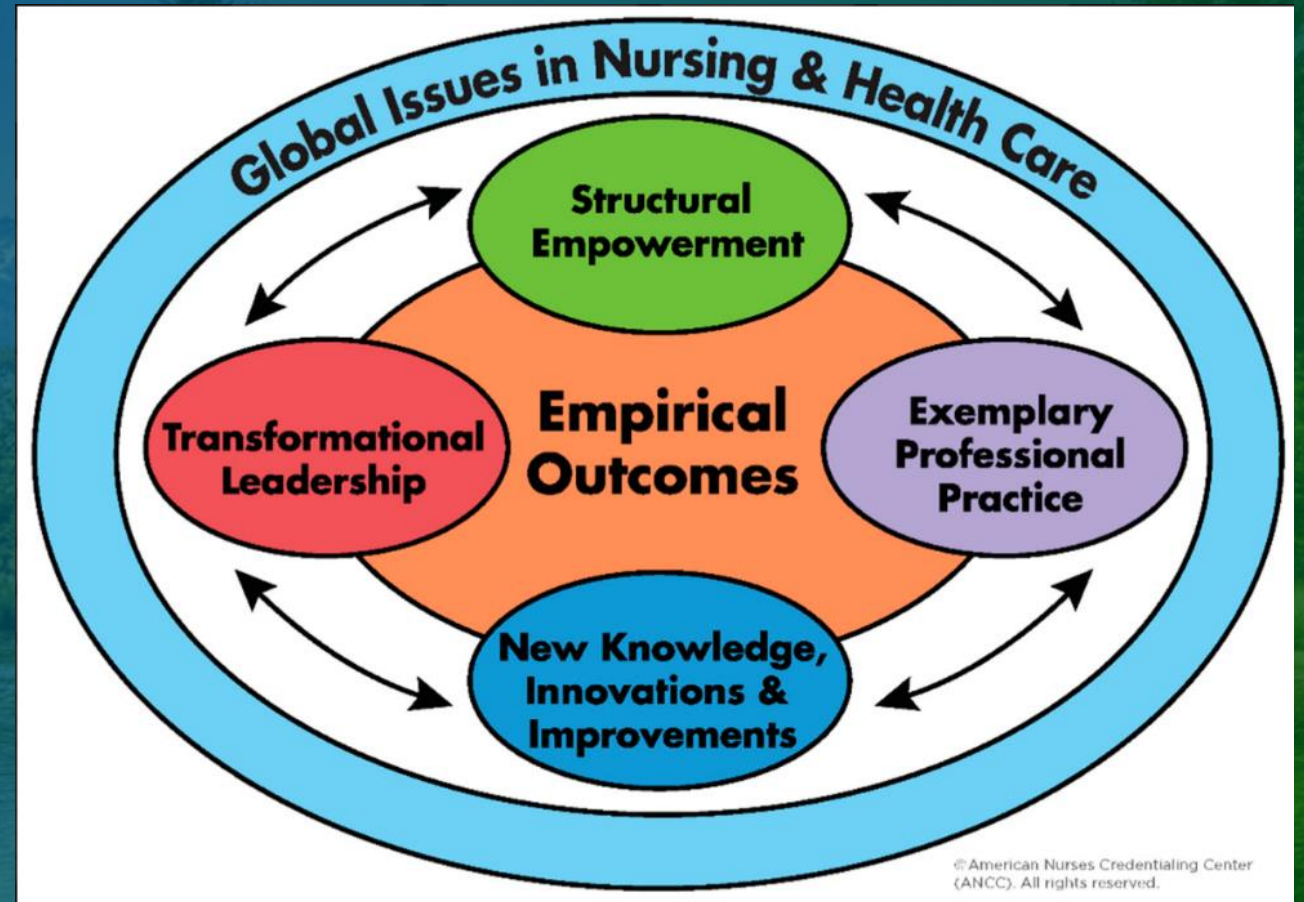 Global Issues in Nursing & Health Care
Structural
Empowerment
Transformational
Leadership
Empirical
Outcomes
Exemplary
Professional
Practice
New Knowledge,
Innovations &
Improvements
©American Nurses Credentialing Center
(ANCC). All rights reserved.